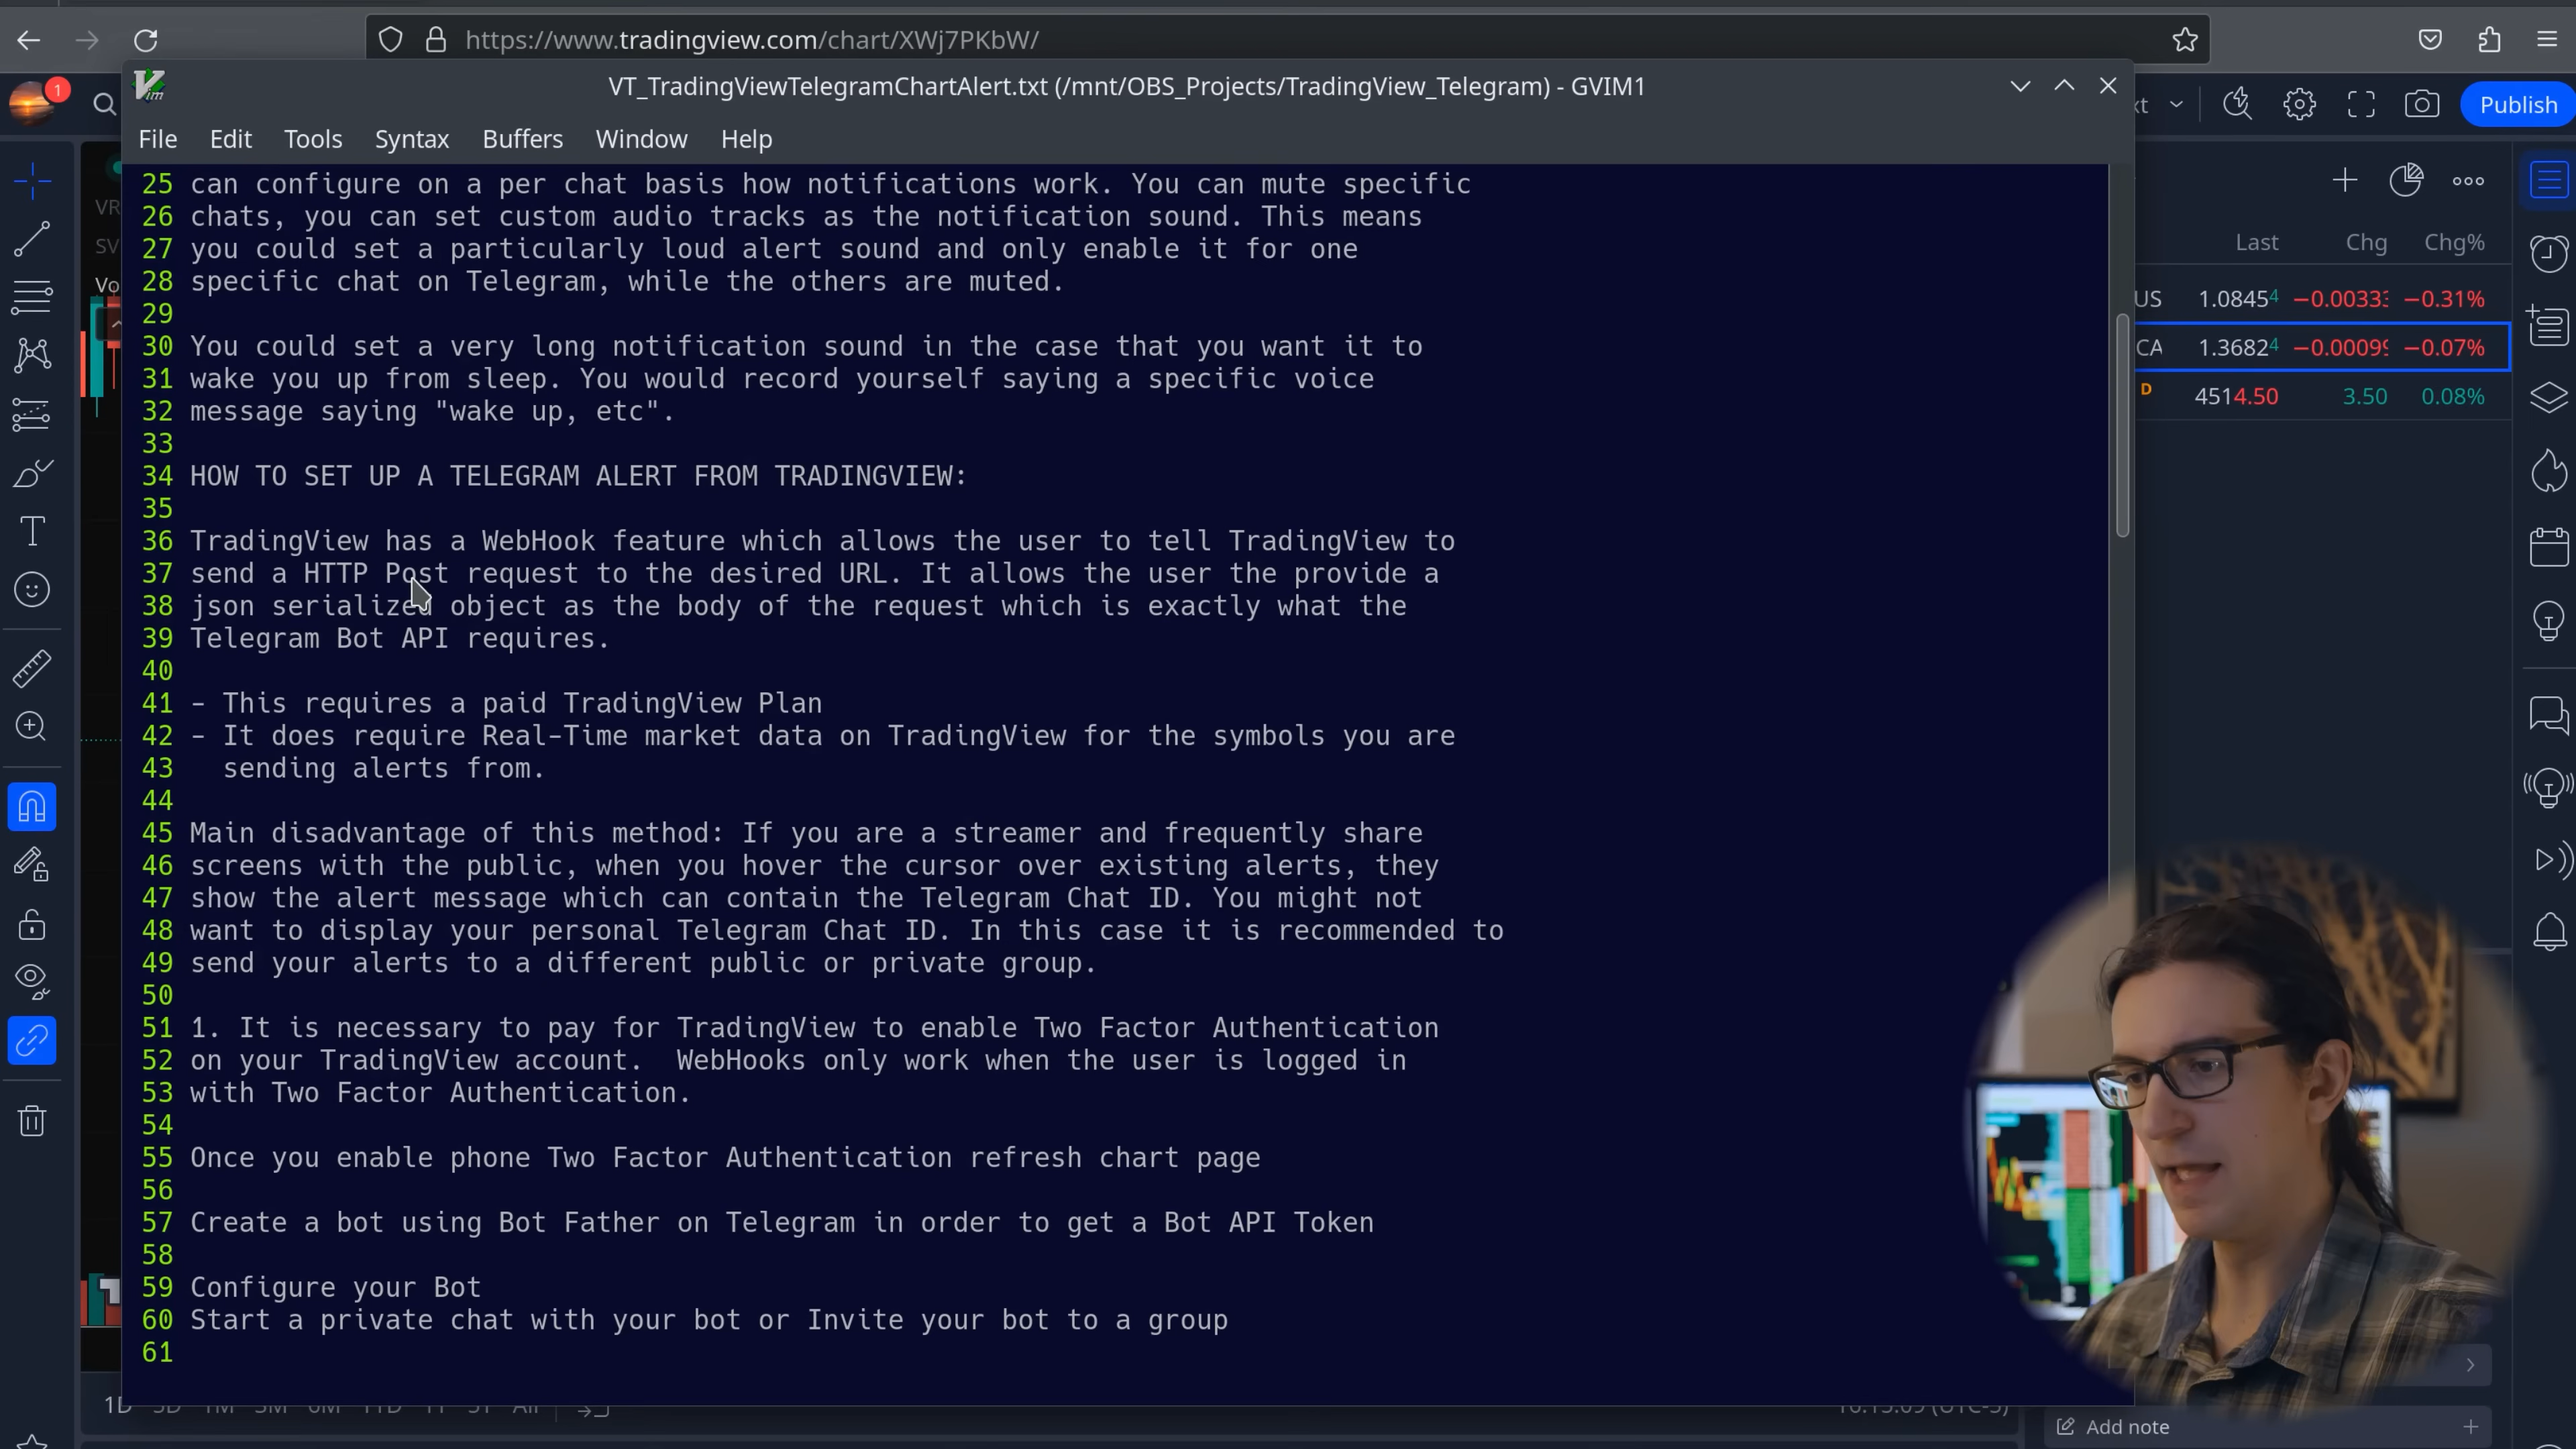 https://www.tradingview.com/chart/XWj7PKbW/
VT_TradingViewTelegramChartAlert.txt (/mnt/OBS_Projects/TradingView_Telegram) - GVIM1
1
Publish
File Edit Tools Syntax Buffers Window Help
25 can configure on a per chat basis how notifications work. You can mute specific
26 chats, you can set custom audio tracks as the notification sound. This means
27 you could set a particularly loud alert sound and only enable it for one
28 specific chat on Telegram, while the others are muted.
29
30 You could set a very long notification sound in the case that you want it to
31 wake you up from sleep. You would record yourself saying a specific voice
32 message saying "wake up, etc".
33
34 HOW TO SET UP A TELEGRAM ALERT FROM TRADINGVIEW:
35
36 TradingView has a WebHook feature which allows the user to tell TradingView to
37 send a HTTP Post request to the desired URL. It allows the user the provide a
38 json serialized object as the body of the request which is exactly what the
39 Telegram Bot API requires.
40
41 - This requires a paid TradingView Plan
42 - It does require Real-Time market data on TradingView for the symbols you are
43 sending alerts from.
44
45 Main disadvantage of this method: If you are a streamer and frequently share
46 screens with the public, when you hover the cursor over existing alerts, they
47 show the alert message which can contain the Telegram Chat ID. You might not
48 want to display your personal Telegram Chat ID. In this case it is recommended to
49 send your alerts to a different public or private group.
50
51 1. It is necessary to pay for TradingView to enable Two Factor Authentication
52 on your TradingView account.  WebHooks only work when the user is logged in
53 with Two Factor Authentication.
54
55 Once you enable phone Two Factor Authentication refresh chart page
56
57 Create a bot using Bot Father on Telegram in order to get a Bot API Token
58
59 Configure your Bot
60 Start a private chat with your bot or Invite your bot to a group
61
Last Chg Chg%
US 1.08454 −0.0033 −0.31%
CA 1.36824 −0.0009 −0.07%
D 4514.50 3.50 0.08%
Add note